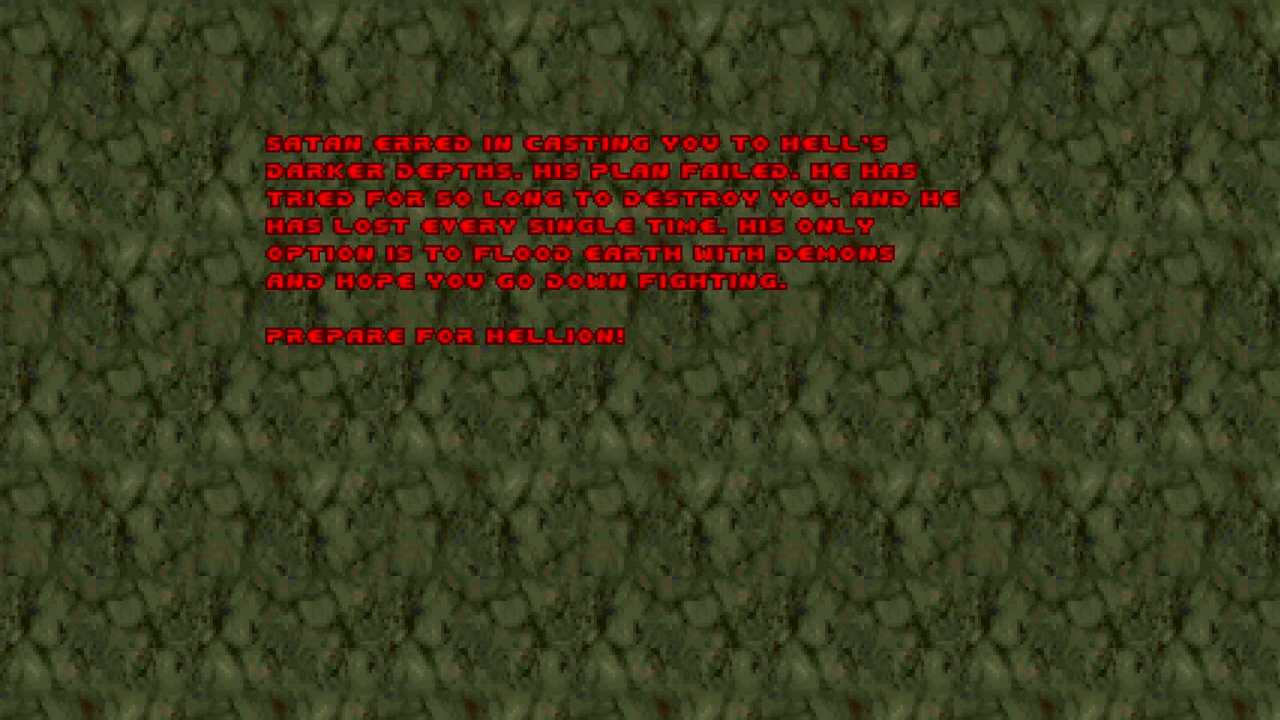 SATAN ERRED IN CASTING YOU TO HELL'S
DARKER DEPTHS. HIS PLAN FAILED. HE HAS
TRIED FOR SO LONG TO DESTROY YOU, AND HE
HAS LOST EVERY SINGLE TIME. HIS ONLY
OPTION IS TO FLOOD EARTH WITH DEMONS
AND HOPE YOU GO DOWN FIGHTING.
PREPARE FOR HELLION!